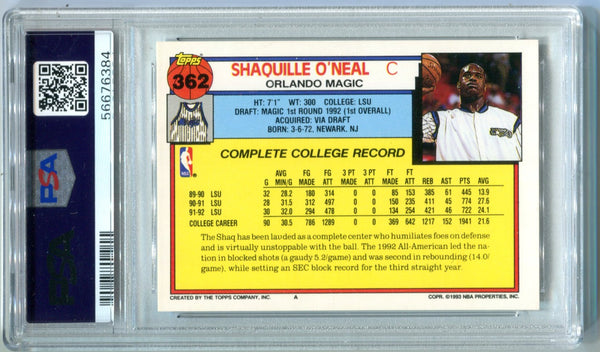 PSA
56676384
Topps
362
SHAQUILLE O'NEAL C
ORLANDO MAGIC
HT: 7'1" WT: 300 COLLEGE: LSU
DRAFT: MAGIC 1st ROUND 1992 (1st OVERALL)
ACQUIRED: VIA DRAFT
BORN: 3-6-72, NEWARK, NJ
NBA
COMPLETE COLLEGE RECORD
AVG FG FG 3 PT 3 PT FT FT
G MIN/G MADE ATT MADE ATT MADE ATT REB AST PTS AVG
89-90 LSU 32 28.2 180 314 0 0 85 153 385 61 445 13.9
90-91 LSU 28 31.5 312 497 0 0 150 235 411 45 774 27.6
91-92 LSU 30 32.0 294 478 0 0 134 254 421 46 722 24.1
COLLEGE CAREER 90 30.5 786 1289 0 0 369 642 1217 152 1941 21.6
The Shaq has been lauded as a complete center who humiliates foes on defense
and is virtually unstoppable with the ball. The 1992 All-American led the na-
tion in blocked shots (a gaudy 5.2/game) and was second in rebounding (14.0/
game), while setting an SEC block record for the third straight year.
CREATED BY THE TOPPS COMPANY, INC. A COPR. ©1993 NBA PROPERTIES, INC.